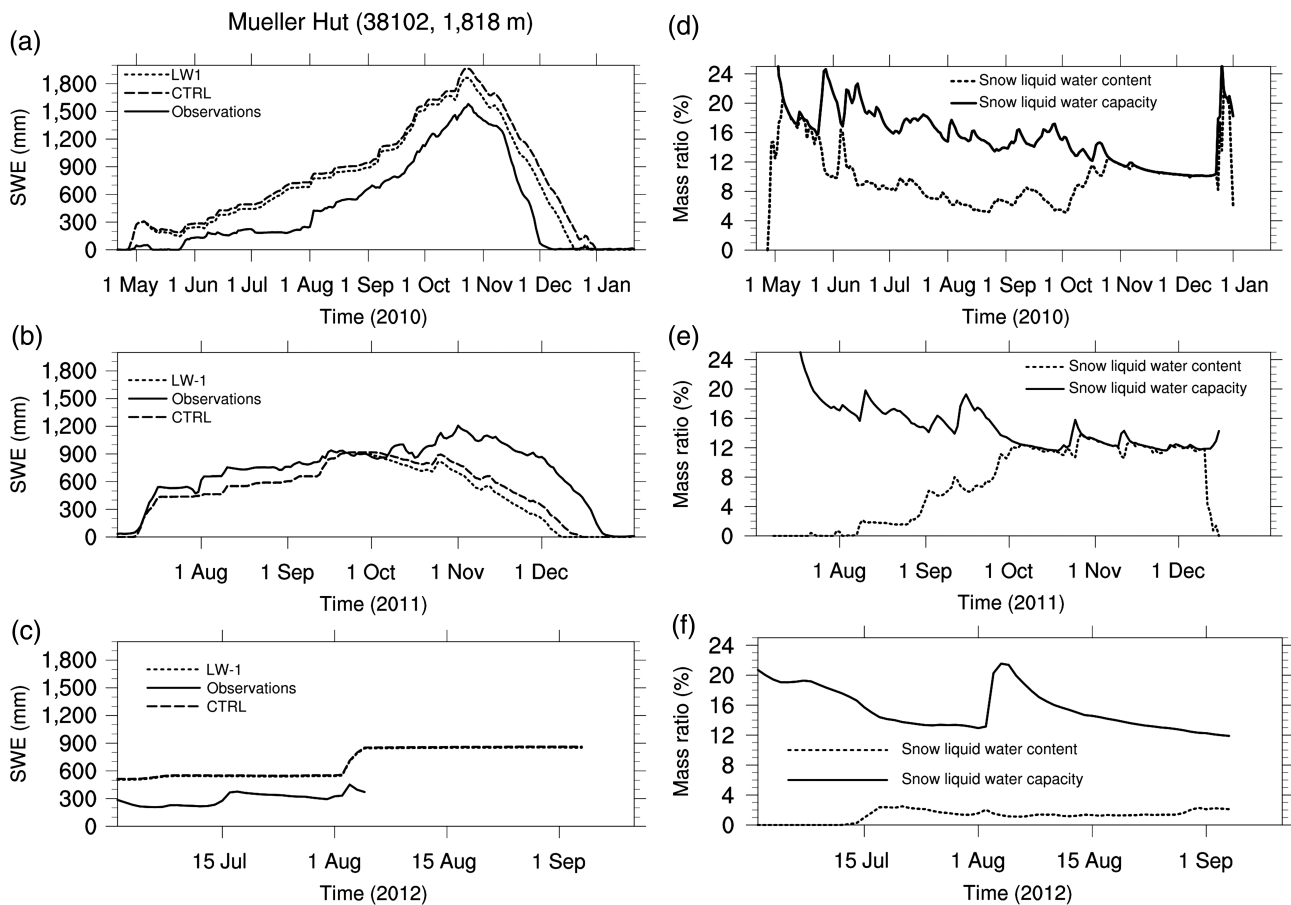 Mueller Hut (38102, 1,818 m)
(a)
SWE (mm)
1,800
1,500
1,200
900
600
300
0
LW1
CTRL
Observations
1 May 1 Jun 1 Jul 1 Aug 1 Sep 1 Oct 1 Nov 1 Dec 1 Jan
Time (2010)
(d)
Mass ratio (%)
24
20
16
12
8
4
0
Snow liquid water content
Snow liquid water capacity
1 May 1 Jun 1 Jul 1 Aug 1 Sep 1 Oct 1 Nov 1 Dec 1 Jan
Time (2010)
(b)
SWE (mm)
1,800
1,500
1,200
900
600
300
0
LW-1
Observations
CTRL
1 Aug 1 Sep 1 Oct 1 Nov 1 Dec
Time (2011)
(e)
Mass ratio (%)
24
20
16
12
8
4
0
Snow liquid water content
Snow liquid water capacity
1 Aug 1 Sep 1 Oct 1 Nov 1 Dec
Time (2011)
(c)
SWE (mm)
1,800
1,500
1,200
900
600
300
0
LW-1
Observations
CTRL
15 Jul 1 Aug 15 Aug 1 Sep
Time (2012)
(f)
Mass ratio (%)
24
20
16
12
8
4
0
Snow liquid water content
Snow liquid water capacity
15 Jul 1 Aug 15 Aug 1 Sep
Time (2012)